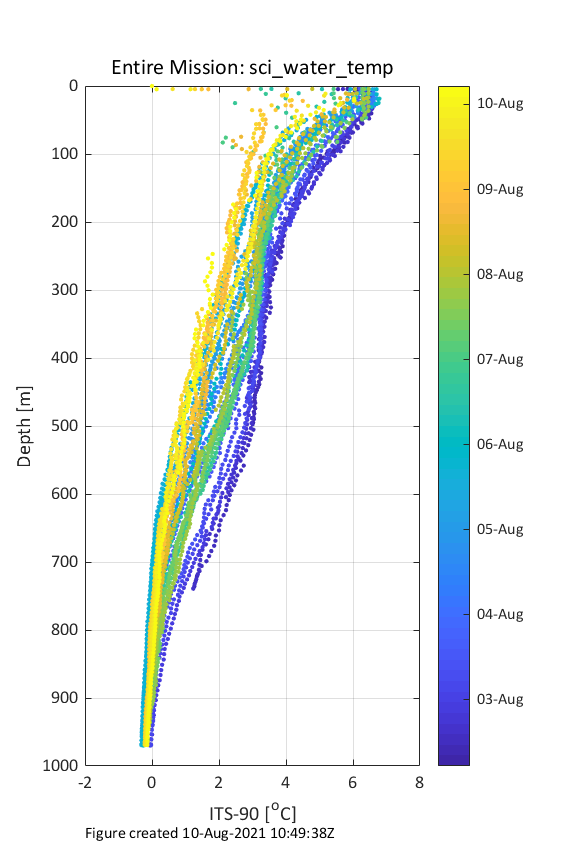 Entire Mission: sci_water_temp
0
100
200
300
400
500
600
700
800
900
1000
Depth [m]
-2
0
2
4
6
8
ITS-90 [°C]
10-Aug
09-Aug
08-Aug
07-Aug
06-Aug
05-Aug
04-Aug
03-Aug
Figure created 10-Aug-2021 10:49:38Z